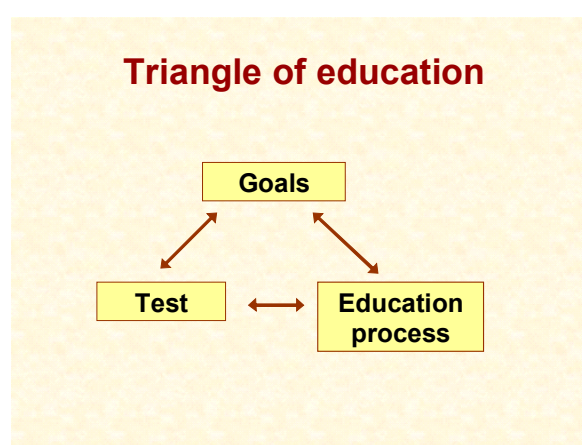 Triangle of education
Goals
Test
Education
process